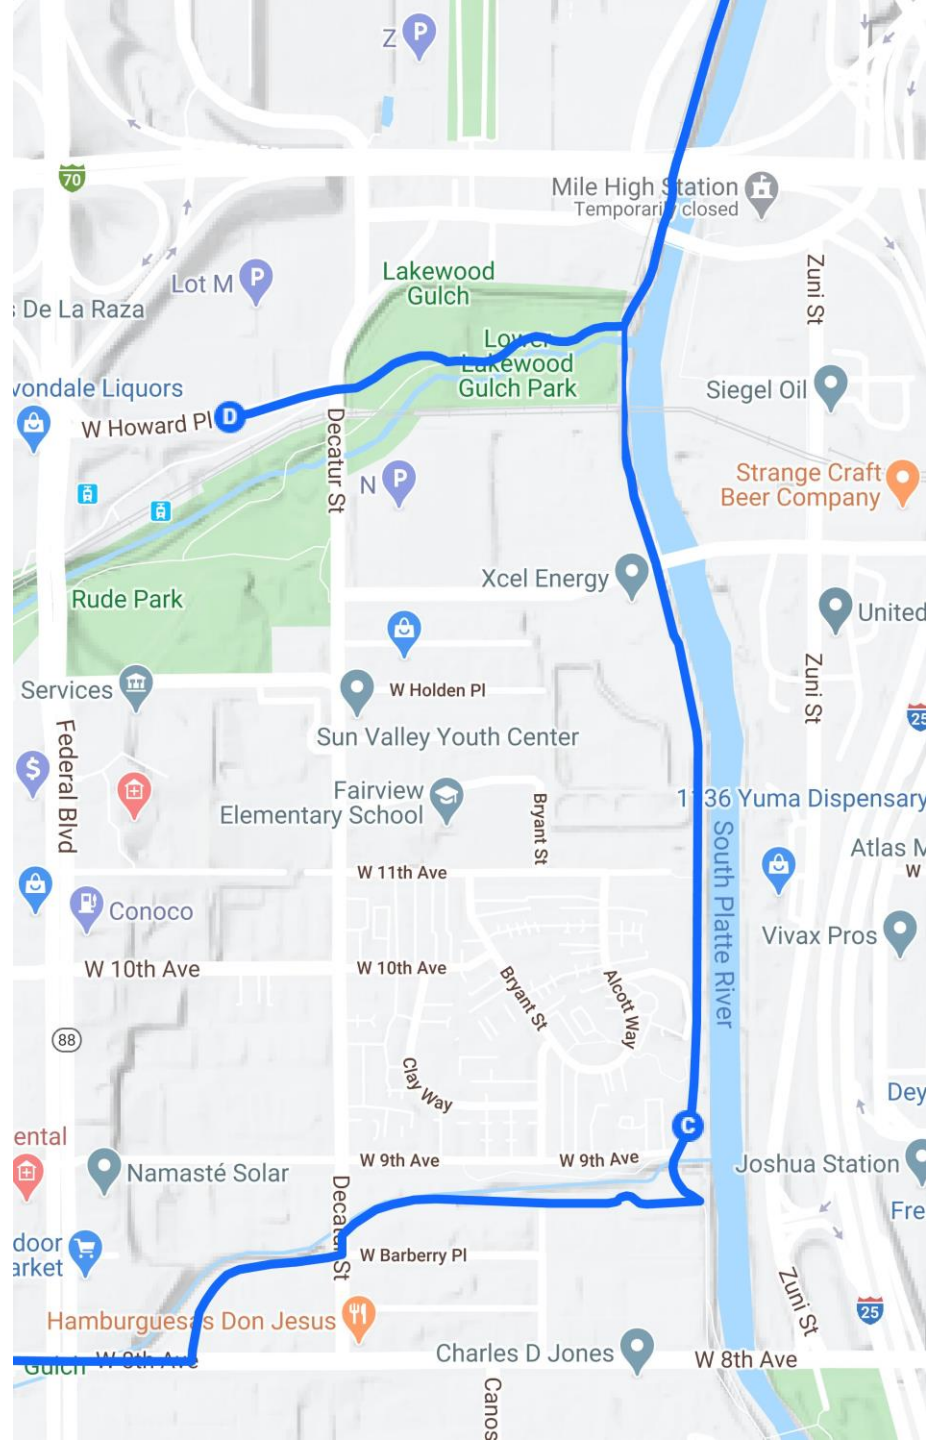 Z
P
70
Mile High Station
Temporarily closed
Lakewood
Gulch
Lot M
P
Zuni St
s De La Raza
Lower
Lakewood
Gulch Park
vondale Liquors
Siegel Oil
W Howard Pl
D
Decatur St
N
P
Strange Craft
Beer Company
Xcel Energy
Rude Park
United
W Holden Pl
Services
Zuni St
25
Sun Valley Youth Center
Federal Blvd
$
Fairview
Elementary School
Bryant St
1136 Yuma Dispensary
South Platte River
Atlas M
W
W 11th Ave
Conoco
Vivax Pros
W 10th Ave
W 10th Ave
Bryant St
Alcott Way
88
Clay Way
Dey
C
ental
W 9th Ave
W 9th Ave
Joshua Station
Namasté Solar
Decatur St
Fre
door
arket
W Barberry Pl
Zuni St
25
Hamburguesas Don Jesus
Charles D Jones
W 8th Ave
Gulch
W 8th Ave
Canos